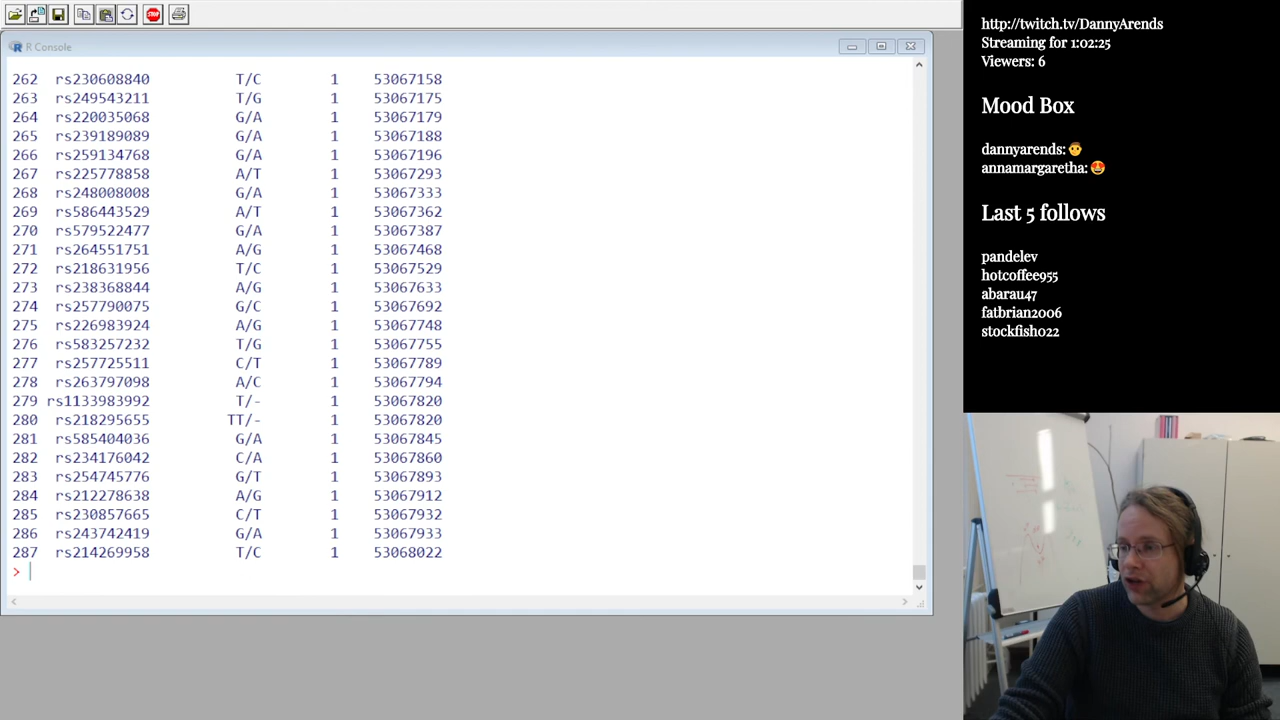 R Console
262 rs230608840 T/C 1 53067158
263 rs249543211 T/G 1 53067175
264 rs220035068 G/A 1 53067179
265 rs239189089 G/A 1 53067188
266 rs259134768 G/A 1 53067196
267 rs225778858 A/T 1 53067293
268 rs248008008 G/A 1 53067333
269 rs586443529 A/T 1 53067362
270 rs579522477 G/A 1 53067387
271 rs264551751 A/G 1 53067468
272 rs218631956 T/C 1 53067529
273 rs238368844 A/G 1 53067633
274 rs257790075 G/C 1 53067692
275 rs226983924 A/G 1 53067748
276 rs583257232 T/G 1 53067755
277 rs257725511 C/T 1 53067789
278 rs263797098 A/C 1 53067794
279 rs1133983992 T/- 1 53067820
280 rs218295655 TT/- 1 53067820
281 rs585404036 G/A 1 53067845
282 rs234176042 C/A 1 53067860
283 rs254745776 G/T 1 53067893
284 rs212278638 A/G 1 53067912
285 rs230857665 C/T 1 53067932
286 rs243742419 G/A 1 53067933
287 rs214269958 T/C 1 53068022
>
http://twitch.tv/DannyArends
Streaming for 1:02:25
Viewers: 6
Mood Box
dannyarends:
annamargaretha:
Last 5 follows
pandelev
hotcoffee955
abarau47
fatbrian2006
stockfish022